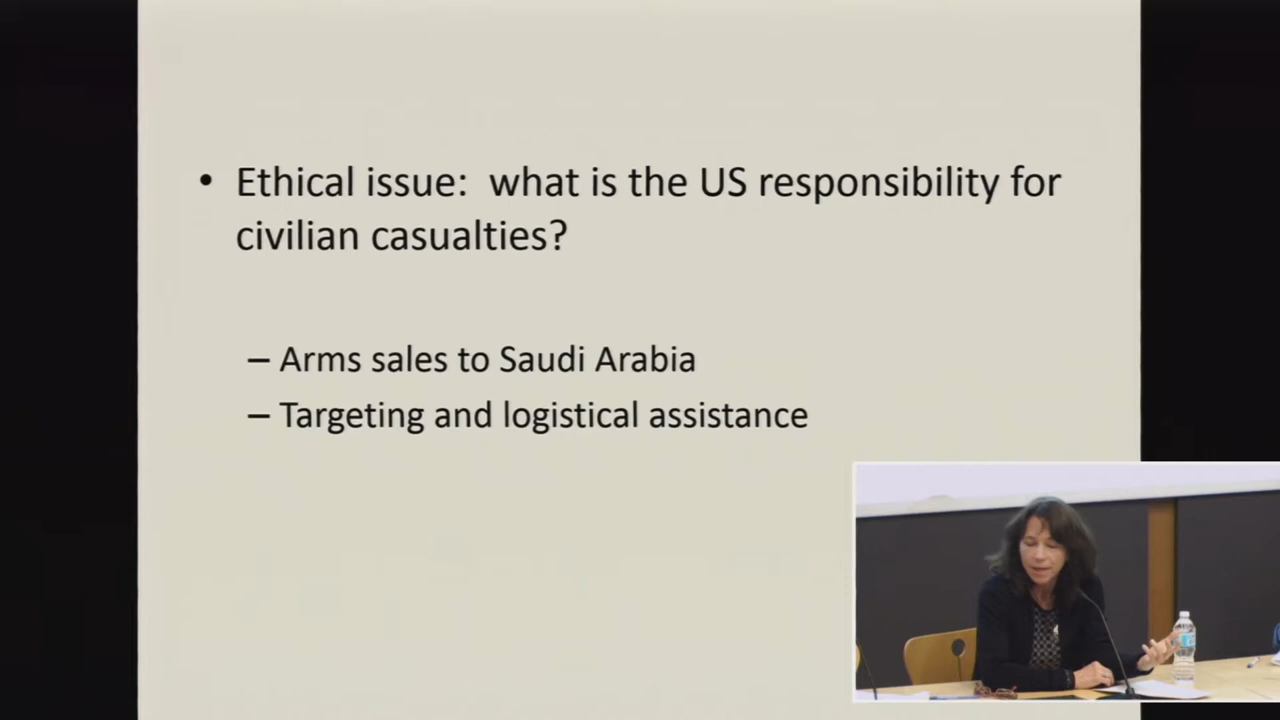 • Ethical issue: what is the US responsibility for
civilian casualties?
– Arms sales to Saudi Arabia
– Targeting and logistical assistance